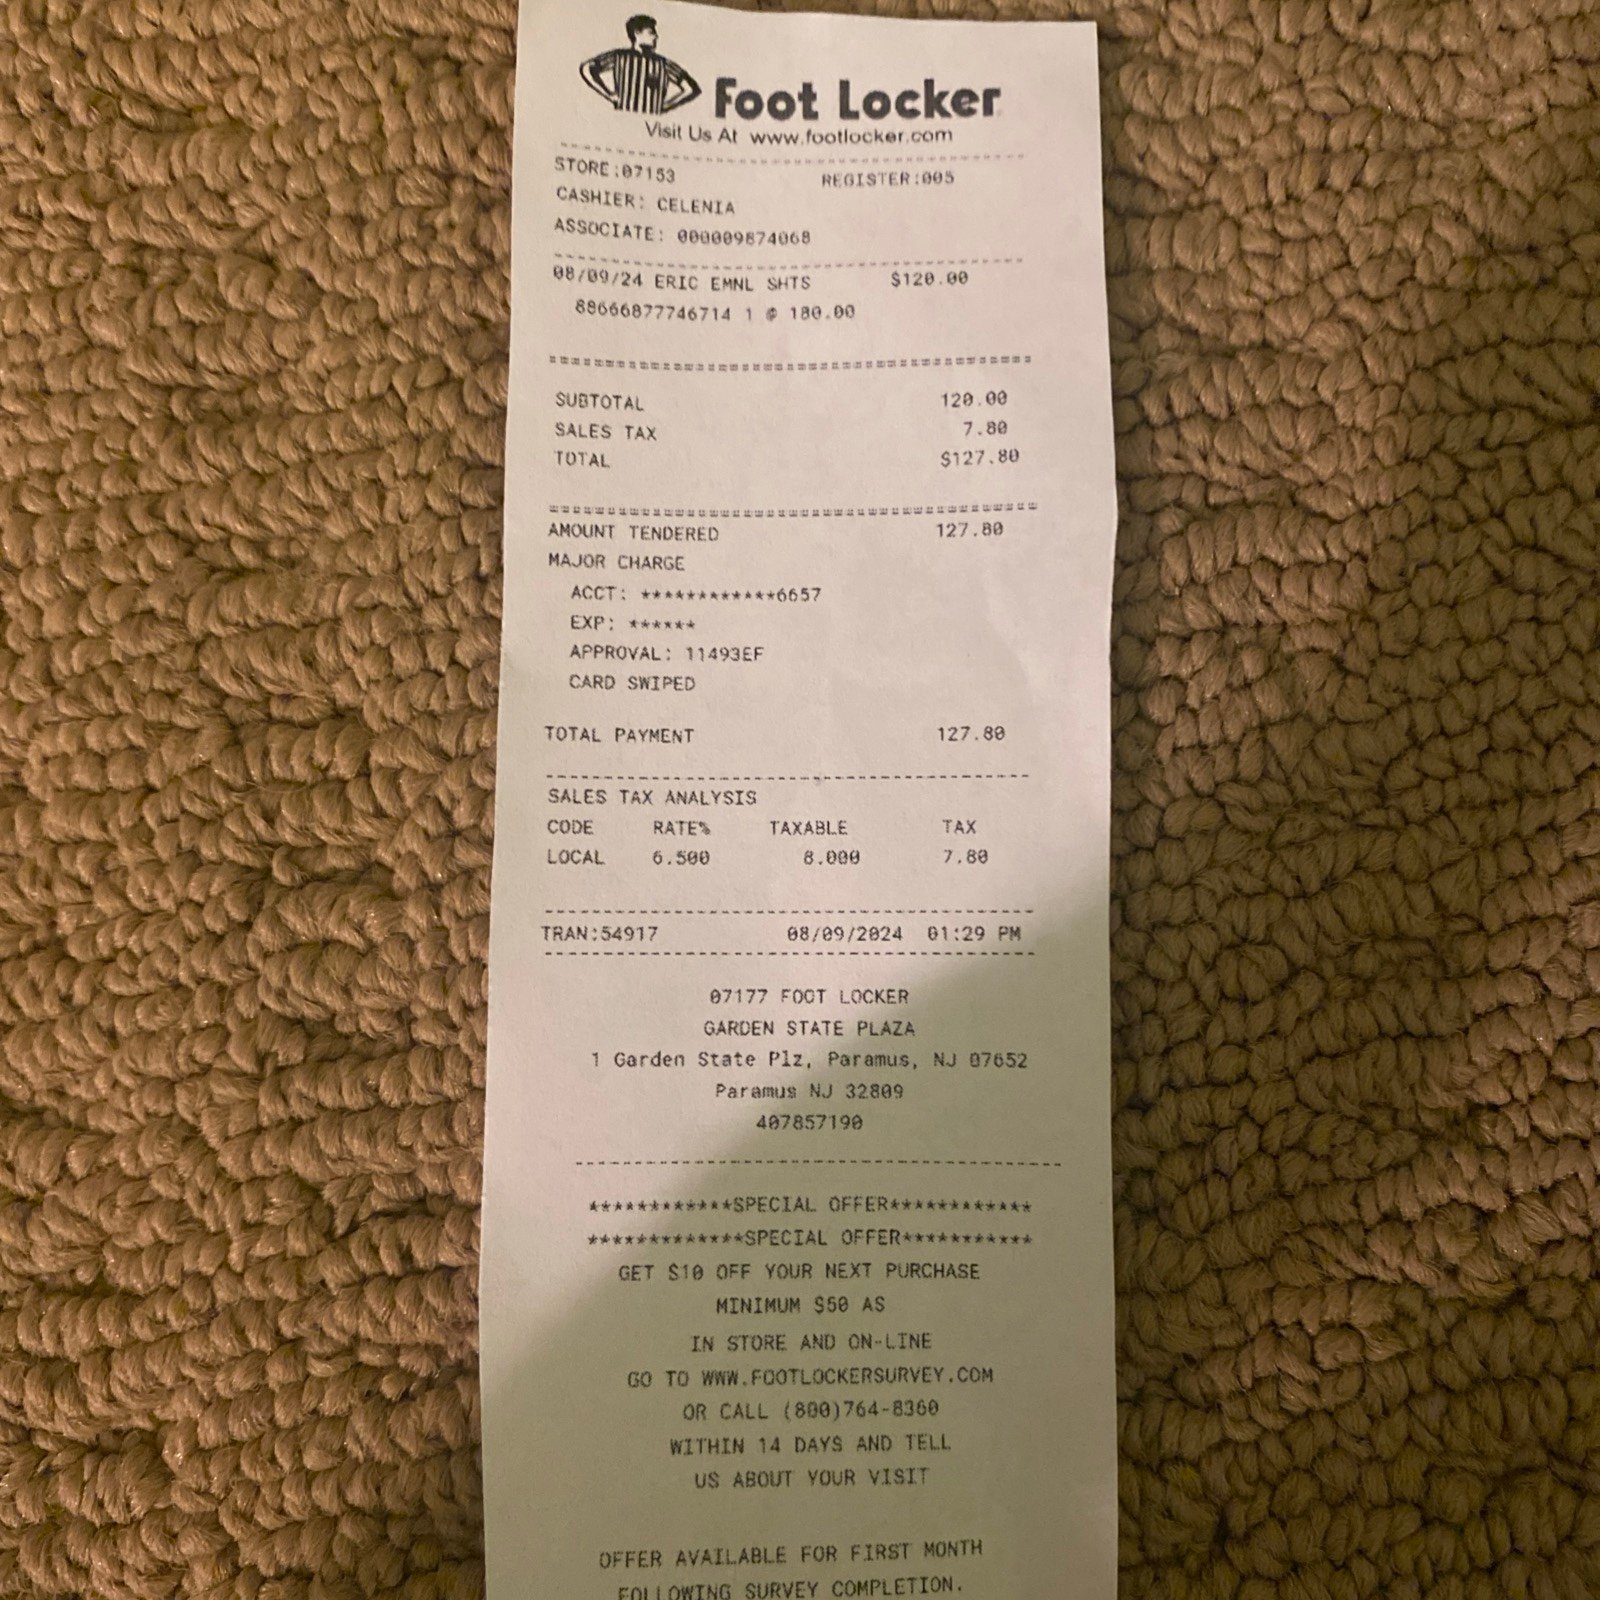 Foot Locker
Visit Us At www.footlocker.com
STORE:07153 REGISTER:005
CASHIER: CELENIA
ASSOCIATE: 000009874068
08/09/24 ERIC EMNL SHTS $120.00
88666877746714 1 @ 180.00
SUBTOTAL 120.00
SALES TAX 7.80
TOTAL $127.80
AMOUNT TENDERED 127.80
MAJOR CHARGE
ACCT: ************6657
EXP: ******
APPROVAL: 11493EF
CARD SWIPED
TOTAL PAYMENT 127.80
SALES TAX ANALYSIS
CODE RATE% TAXABLE TAX
LOCAL 6.500 8.000 7.80
TRAN:54917 08/09/2024 01:29 PM
07177 FOOT LOCKER
GARDEN STATE PLAZA
1 Garden State Plz, Paramus, NJ 07652
Paramus NJ 32809
407857190
************SPECIAL OFFER************
*************SPECIAL OFFER***********
GET $10 OFF YOUR NEXT PURCHASE
MINIMUM $50 AS
IN STORE AND ON-LINE
GO TO WWW.FOOTLOCKERSURVEY.COM
OR CALL (800)764-8360
WITHIN 14 DAYS AND TELL
US ABOUT YOUR VISIT
OFFER AVAILABLE FOR FIRST MONTH
FOLLOWING SURVEY COMPLETION.